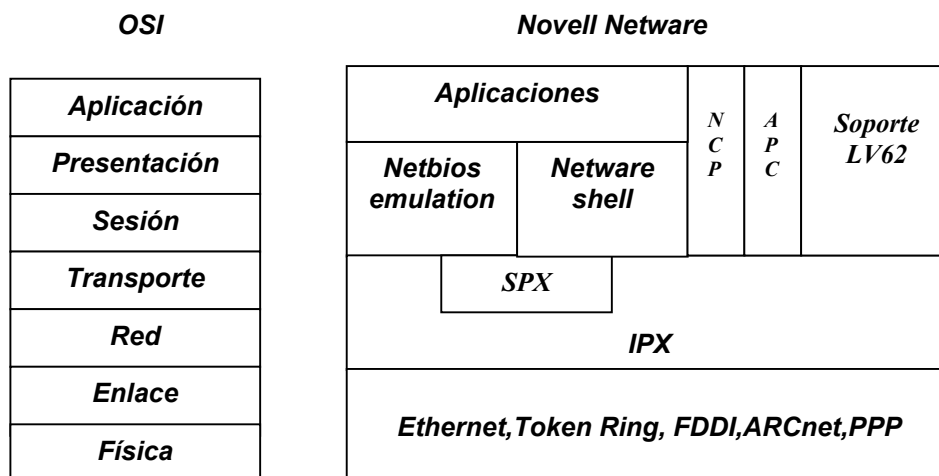 OSI
Aplicación
Presentación
Sesión
Transporte
Red
Enlace
Física
Novell Netware
Aplicaciones
Netbios
emulation
Netware
shell
N
C
P
A
P
C
Soporte
LV62
SPX
IPX
Ethernet,Token Ring, FDDI,ARCnet,PPP